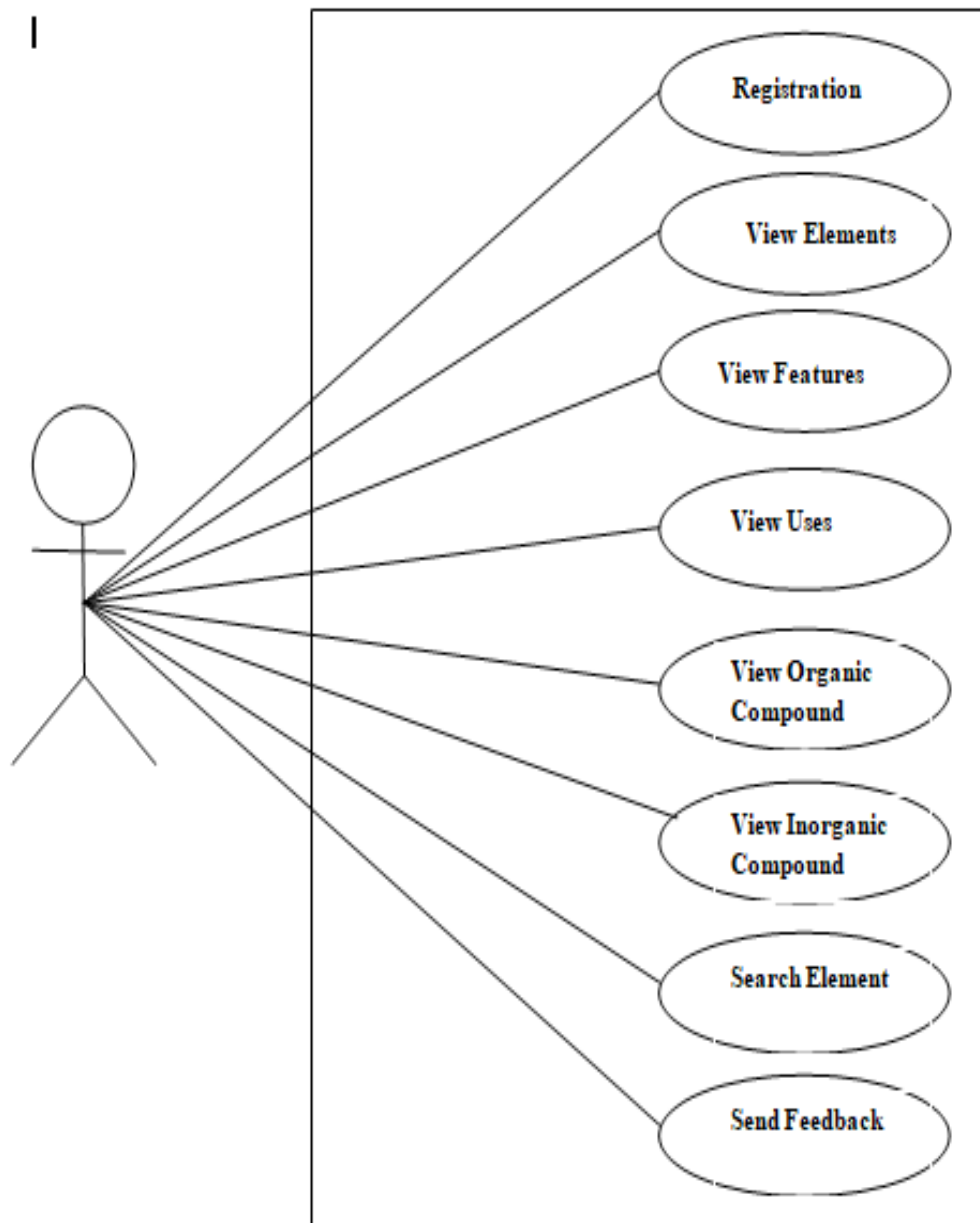 Registration
View Elements
View Features
View Uses
View Organic
Compound
View Inorganic
Compound
Search Element
Send Feedback